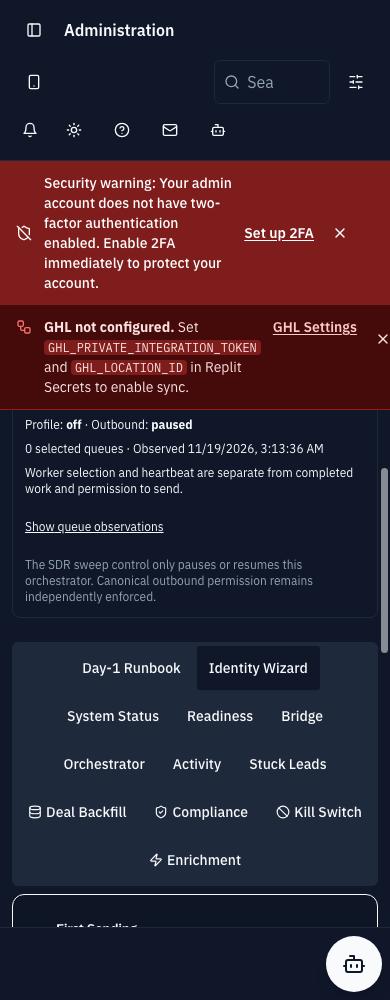 Administration
Sea
Security warning: Your admin
account does not have two-
factor authentication
enabled. Enable 2FA
immediately to protect your
account.
Set up 2FA
GHL not configured. Set
GHL_PRIVATE_INTEGRATION_TOKEN
and GHL_LOCATION_ID in Replit
Secrets to enable sync.
GHL Settings
Profile: off · Outbound: paused
0 selected queues · Observed 11/19/2026, 3:13:36 AM
Worker selection and heartbeat are separate from completed
work and permission to send.
Show queue observations
The SDR sweep control only pauses or resumes this
orchestrator. Canonical outbound permission remains
independently enforced.
Day-1 Runbook Identity Wizard
System Status Readiness Bridge
Orchestrator Activity Stuck Leads
Deal Backfill Compliance Kill Switch
Enrichment
First Sending